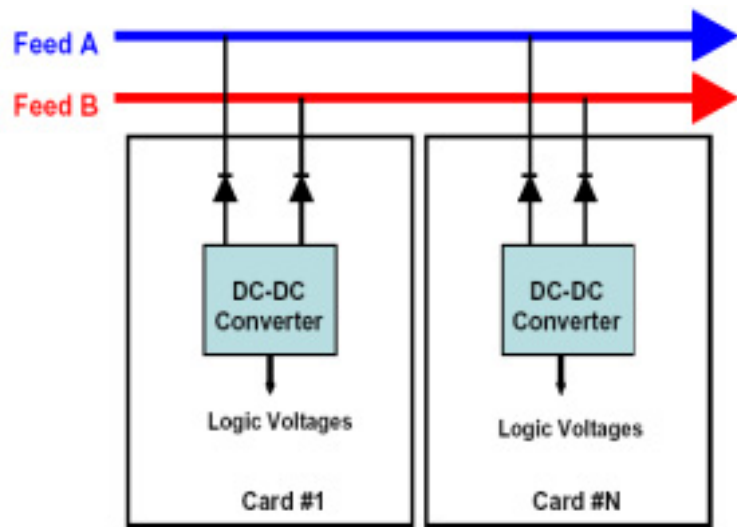 Feed A
Feed B
DC-DC
Converter
Logic Voltages
Card #1
DC-DC
Converter
Logic Voltages
Card #N